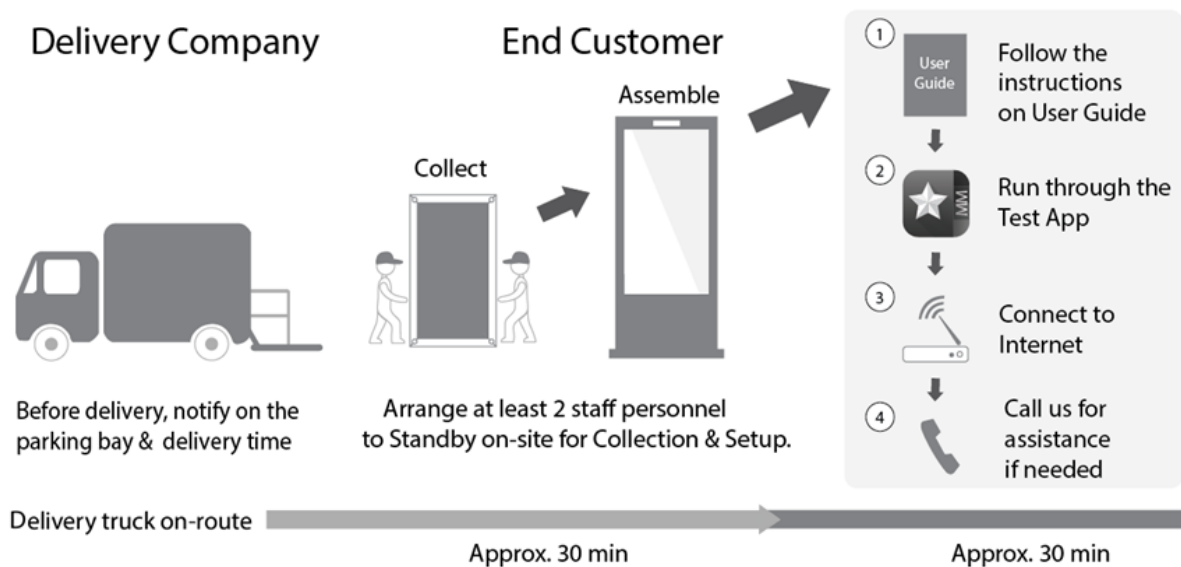 Delivery Company
End Customer
Collect
Assemble
Before delivery, notify on the
parking bay & delivery time
Arrange at least 2 staff personnel
to Standby on-site for Collection & Setup.
1
User
Guide
Follow the
instructions
on User Guide
2
MM
Run through the
Test App
3
Connect to
Internet
4
Call us for
assistance
if needed
Delivery truck on-route
Approx. 30 min
Approx. 30 min